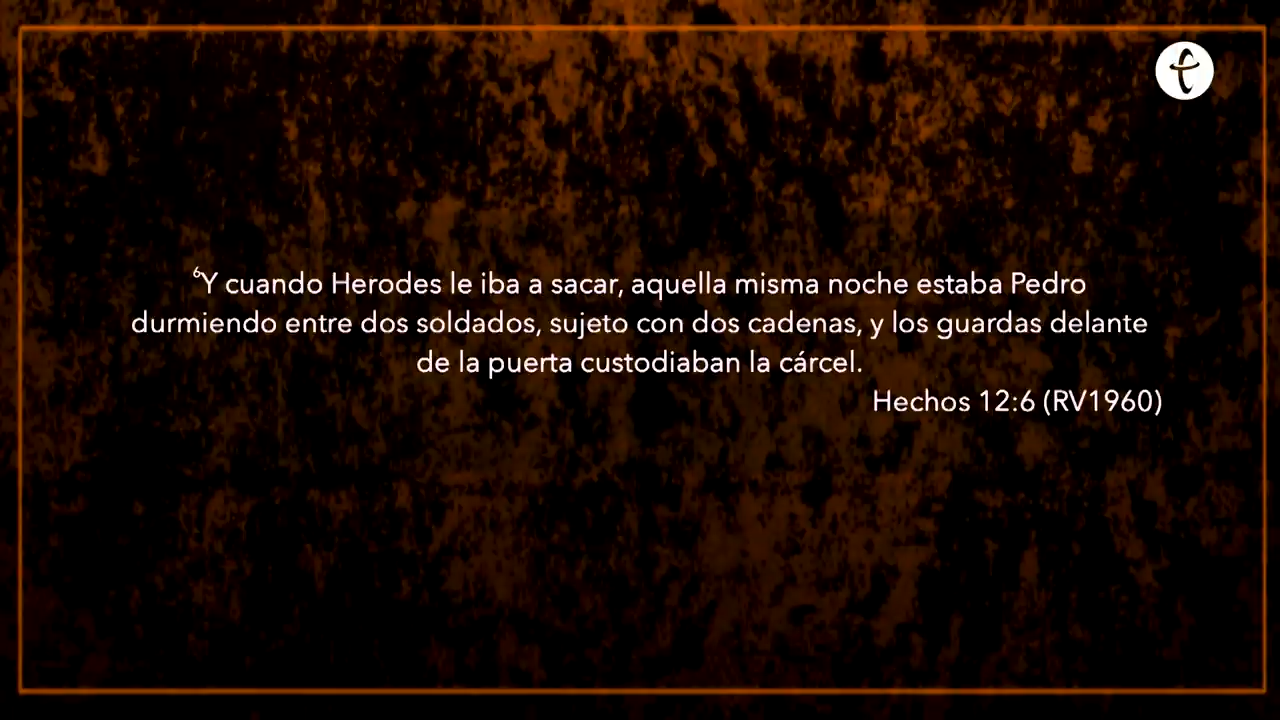 ⁶Y cuando Herodes le iba a sacar, aquella misma noche estaba Pedro
durmiendo entre dos soldados, sujeto con dos cadenas, y los guardas delante
de la puerta custodiaban la cárcel.
Hechos 12:6 (RV1960)